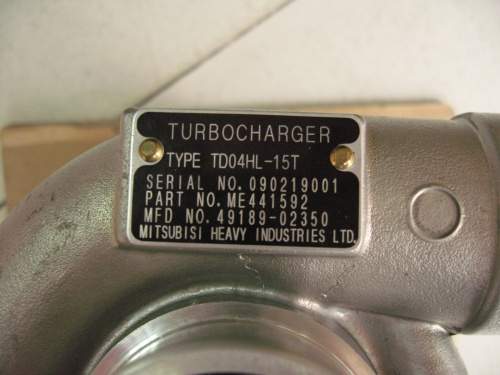 TURBOCHARGER
TYPE TD04HL-15T
SERIAL NO. 090219001
PART NO. ME441592
MFD NO. 49189-02350
MITSUBISI HEAVY INDUSTRIES LTD.